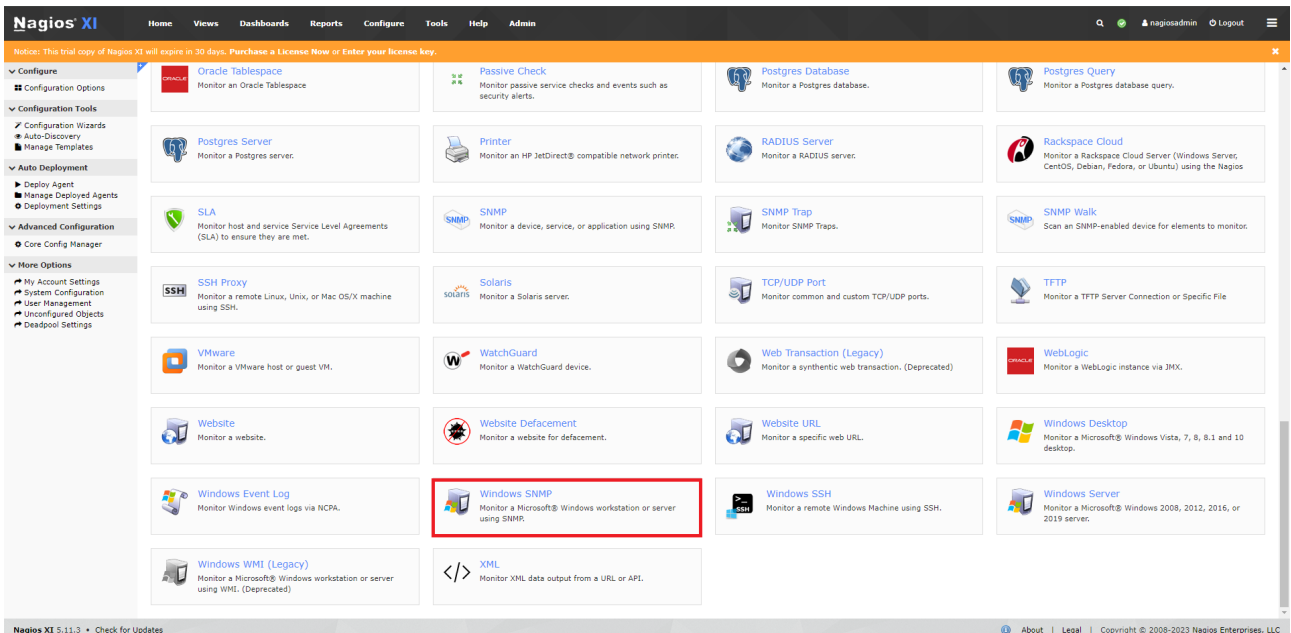 Nagios® XI
Home Views Dashboards Reports Configure Tools Help Admin
nagiosadmin Logout
Notice: This trial copy of Nagios XI will expire in 30 days. Purchase a License Now or Enter your license key.
Configure
Configuration Options
Configuration Tools
Configuration Wizards
Auto-Discovery
Manage Templates
Auto Deployment
Deploy Agent
Manage Deployed Agents
Deployment Settings
Advanced Configuration
Core Config Manager
More Options
My Account Settings
System Configuration
User Management
Unconfigured Objects
Deadpool Settings
ORACLE
Oracle Tablespace
Monitor an Oracle Tablespace
Passive Check
Monitor passive service checks and events such as
security alerts.
Postgres Database
Monitor a Postgres database.
Postgres Query
Monitor a Postgres database query.
Postgres Server
Monitor a Postgres server.
Printer
Monitor an HP JetDirect® compatible network printer.
RADIUS Server
Monitor a RADIUS server.
Rackspace Cloud
Monitor a Rackspace Cloud Server (Windows Server,
CentOS, Debian, Fedora, or Ubuntu) using the Nagios
SLA
Monitor host and service Service Level Agreements
(SLA) to ensure they are met.
SNMP
SNMP
Monitor a device, service, or application using SNMP.
SNMP Trap
Monitor SNMP Traps.
SNMP
SNMP Walk
Scan an SNMP-enabled device for elements to monitor.
SSH
SSH Proxy
Monitor a remote Linux, Unix, or Mac OS/X machine
using SSH.
solaris
Solaris
Monitor a Solaris server.
TCP/UDP Port
Monitor common and custom TCP/UDP ports.
TFTP
Monitor a TFTP Server Connection or Specific File
VMware
Monitor a VMware host or guest VM.
W
WatchGuard
Monitor a WatchGuard device.
Web Transaction (Legacy)
Monitor a synthentic web transaction. (Deprecated)
ORACLE
WebLogic
Monitor a WebLogic instance via JMX.
Website
Monitor a website.
Website Defacement
Monitor a website for defacement.
Website URL
Monitor a specific web URL.
Windows Desktop
Monitor a Microsoft® Windows Vista, 7, 8, 8.1 and 10
desktop.
Windows Event Log
Monitor Windows event logs via NCPA.
Windows SNMP
Monitor a Microsoft® Windows workstation or server
using SNMP.
>_
SSH
Windows SSH
Monitor a remote Windows Machine using SSH.
Windows Server
Monitor a Microsoft® Windows 2008, 2012, 2016, or
2019 server.
Windows WMI (Legacy)
Monitor a Microsoft® Windows workstation or server
using WMI. (Deprecated)
</>
XML
Monitor XML data output from a URL or API.
Nagios XI 5.11.3 • Check for Updates
About | Legal | Copyright © 2008-2023 Nagios Enterprises, LLC